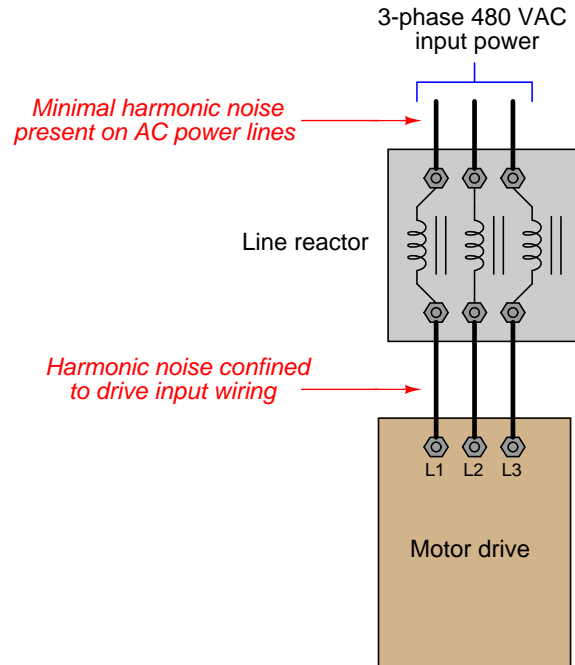 3-phase 480 VAC
input power
Minimal harmonic noise
present on AC power lines
Line reactor
Harmonic noise confined
to drive input wiring
L1 L2 L3
Motor drive